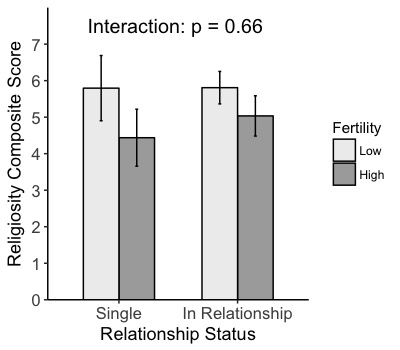 Interaction: p = 0.66
Religiosity Composite Score
7
6
5
4
3
2
1
0
Single
In Relationship
Relationship Status
Fertility
Low
High